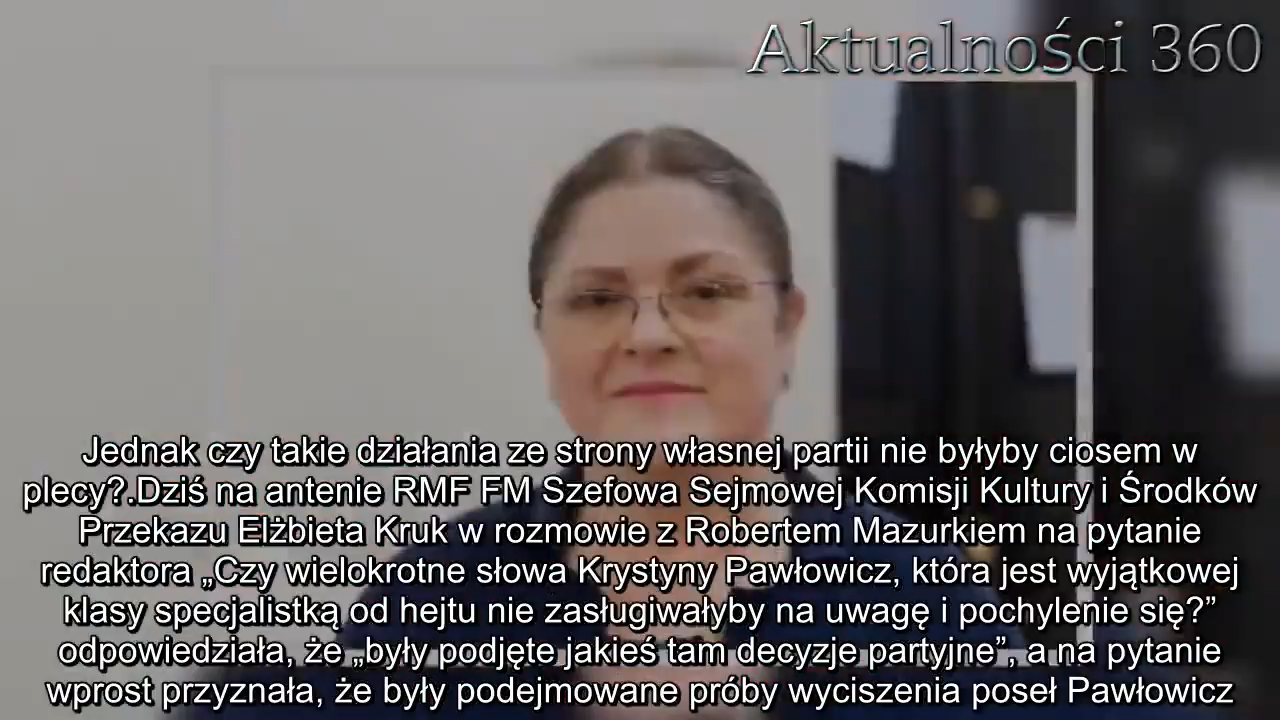 Aktualności 360
Jednak czy takie działania ze strony własnej partii nie byłyby ciosem w
plecy?.Dziś na antenie RMF FM Szefowa Sejmowej Komisji Kultury i Środków
Przekazu Elżbieta Kruk w rozmowie z Robertem Mazurkiem na pytanie
redaktora „Czy wielokrotne słowa Krystyny Pawłowicz, która jest wyjątkowej
klasy specjalistką od hejtu nie zasługiwałyby na uwagę i pochylenie się?”
odpowiedziała, że „były podjęte jakieś tam decyzje partyjne”, a na pytanie
wprost przyznała, że były podejmowane próby wyciszenia poseł Pawłowicz